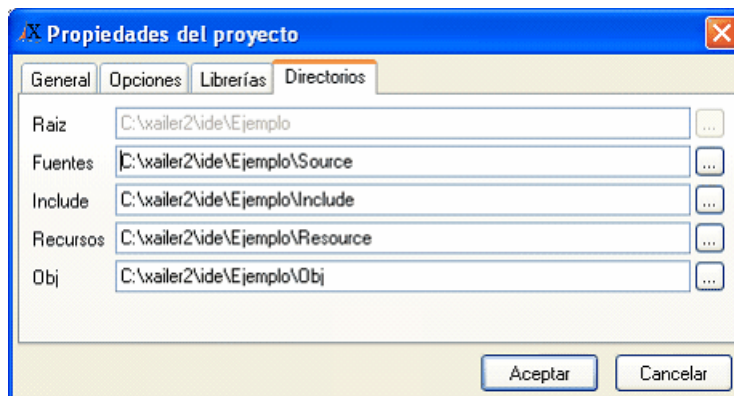 Propiedades del proyecto
General Opciones Librerías Directorios
Raiz C:\xailer2\ide\Ejemplo ...
Fuentes C:\xailer2\ide\Ejemplo\Source ...
Include C:\xailer2\ide\Ejemplo\Include ...
Recursos C:\xailer2\ide\Ejemplo\Resource ...
Obj C:\xailer2\ide\Ejemplo\Obj ...
Aceptar Cancelar